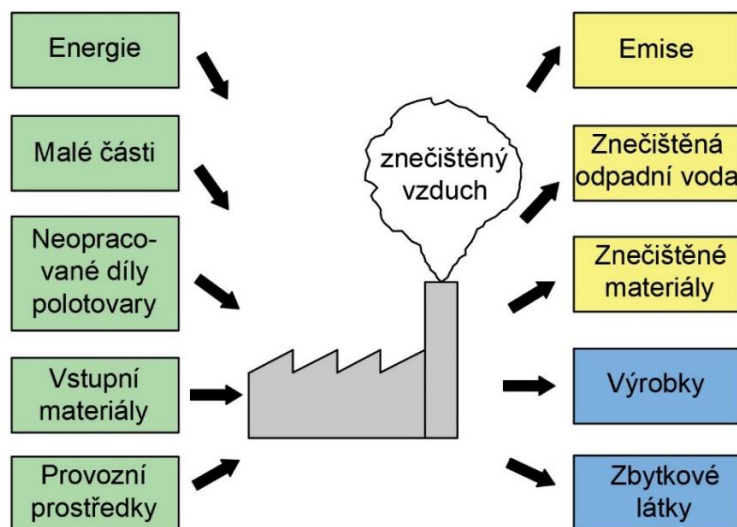 Energie
Malé části
Neopraco-
vané díly
polotovary
Vstupní
materiály
Provozní
prostředky
znečištěný
vzduch
Emise
Znečištěná
odpadní voda
Znečištěné
materiály
Výrobky
Zbytkové
látky